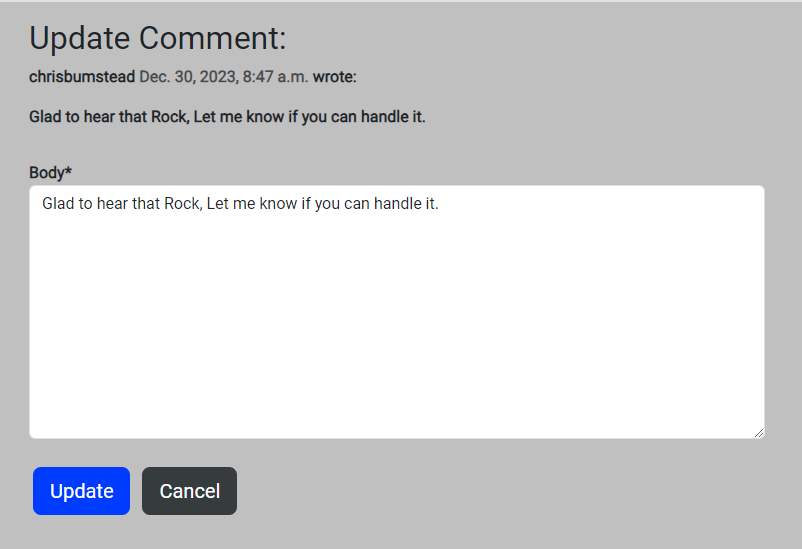 Update Comment:
chrisbumstead Dec. 30, 2023, 8:47 a.m. wrote:
Glad to hear that Rock, Let me know if you can handle it.
Body*
Glad to hear that Rock, Let me know if you can handle it.
Update Cancel